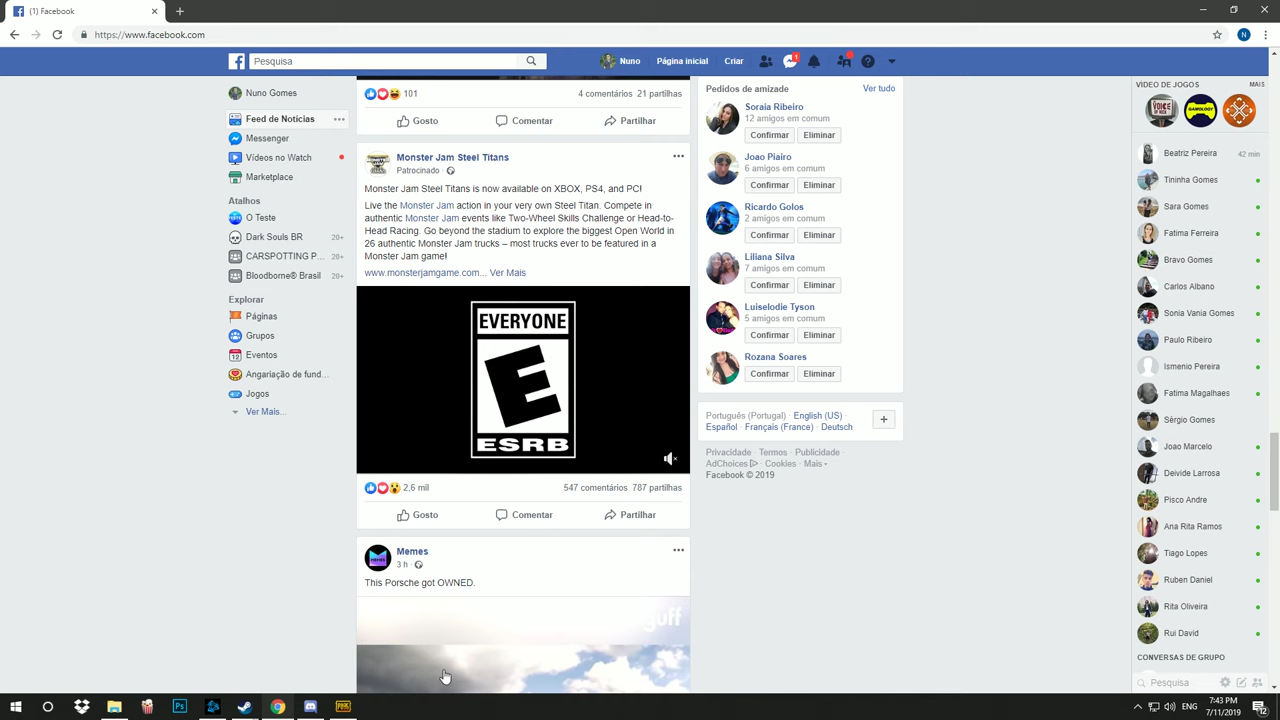 (1) Facebook
https://www.facebook.com
N
Pesquisa
Nuno
Página inicial
Criar
Nuno Gomes
Feed de Notícias
Messenger
Vídeos no Watch
Marketplace
Atalhos
O Teste
Dark Souls BR 20+
CARSPOTTING P... 20+
Bloodborne® Brasil 20+
Explorar
Páginas
Grupos
Eventos
Angariação de fund...
Jogos
Ver Mais...
101
4 comentários 21 partilhas
Gosto Comentar Partilhar
Monster Jam Steel Titans
Patrocinado
Monster Jam Steel Titans is now available on XBOX, PS4, and PC!
Live the Monster Jam action in your very own Steel Titan. Compete in
authentic Monster Jam events like Two-Wheel Skills Challenge or Head-to-
Head Racing. Go beyond the stadium to explore the biggest Open World in
26 authentic Monster Jam trucks – most trucks ever to be featured in a
Monster Jam game!
www.monsterjamgame.com... Ver Mais
EVERYONE
E
ESRB
2,6 mil
547 comentários 787 partilhas
Gosto Comentar Partilhar
Memes
3 h
This Porsche got OWNED.
guff
Pedidos de amizade Ver tudo
Soraia Ribeiro
12 amigos em comum
Confirmar Eliminar
Joao Piairo
6 amigos em comum
Confirmar Eliminar
Ricardo Golos
2 amigos em comum
Confirmar Eliminar
Liliana Silva
7 amigos em comum
Confirmar Eliminar
Luiselodie Tyson
5 amigos em comum
Confirmar Eliminar
Rozana Soares
Confirmar Eliminar
Português (Portugal) · English (US) ·
Español · Français (France) · Deutsch
Privacidade · Termos · Publicidade ·
AdChoices · Cookies · Mais
Facebook © 2019
VÍDEO DE JOGOS MAIS
Beatriz Pereira 42 min
Tininha Gomes
Sara Gomes
Fatima Ferreira
Bravo Gomes
Carlos Albano
Sonia Vania Gomes
Paulo Ribeiro
Ismenio Pereira
Fatima Magalhaes
Sérgio Gomes
Joao Marcelo
Deivide Larrosa
Pisco Andre
Ana Rita Ramos
Tiago Lopes
Ruben Daniel
Rita Oliveira
Rui David
CONVERSAS DE GRUPO
Pesquisa
Ps
ENG
7:43 PM
7/11/2019
12